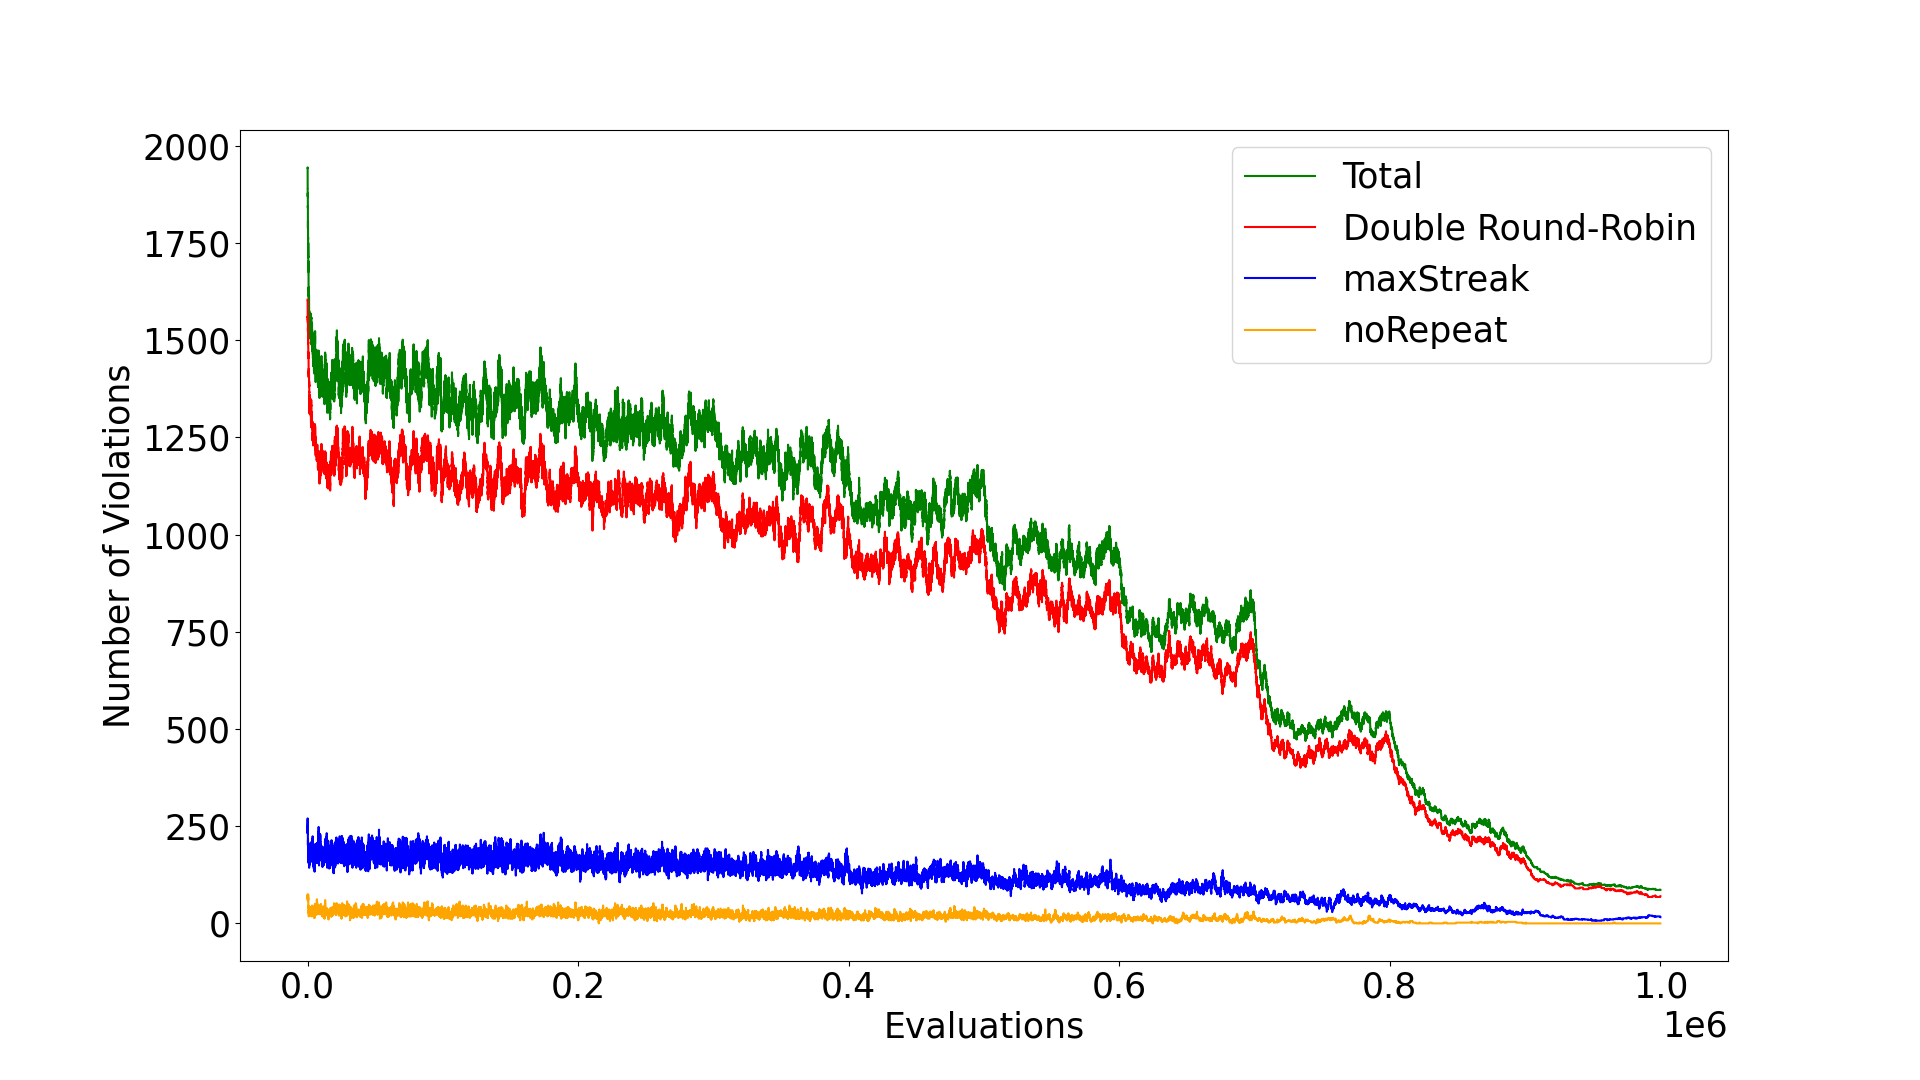 Number of Violations
2000
1750
1500
1250
1000
750
500
250
0
Total
Double Round-Robin
maxStreak
noRepeat
0.0 0.2 0.4 0.6 0.8 1.0
Evaluations
1e6